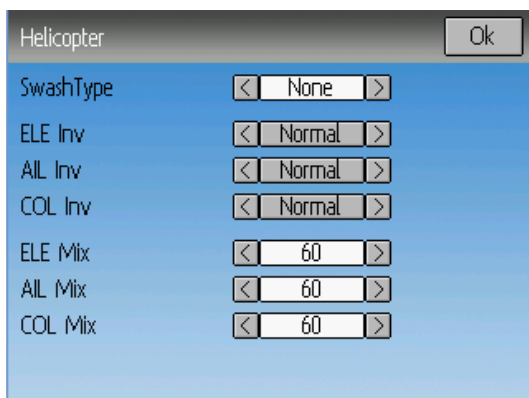 Helicopter Ok
SwashType < None >
ELE Inv < Normal >
AIL Inv < Normal >
COL Inv < Normal >
ELE Mix < 60 >
AIL Mix < 60 >
COL Mix < 60 >